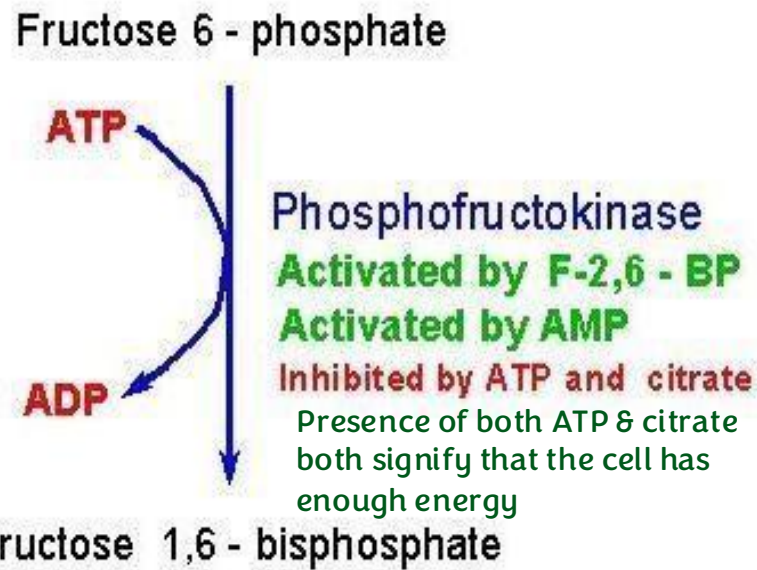 Fructose 6 - phosphate
ATP
Phosphofructokinase
Activated by F-2,6 - BP
Activated by AMP
Inhibited by ATP and citrate
ADP
Presence of both ATP & citrate
both signify that the cell has
enough energy
ructose 1,6 - bisphosphate